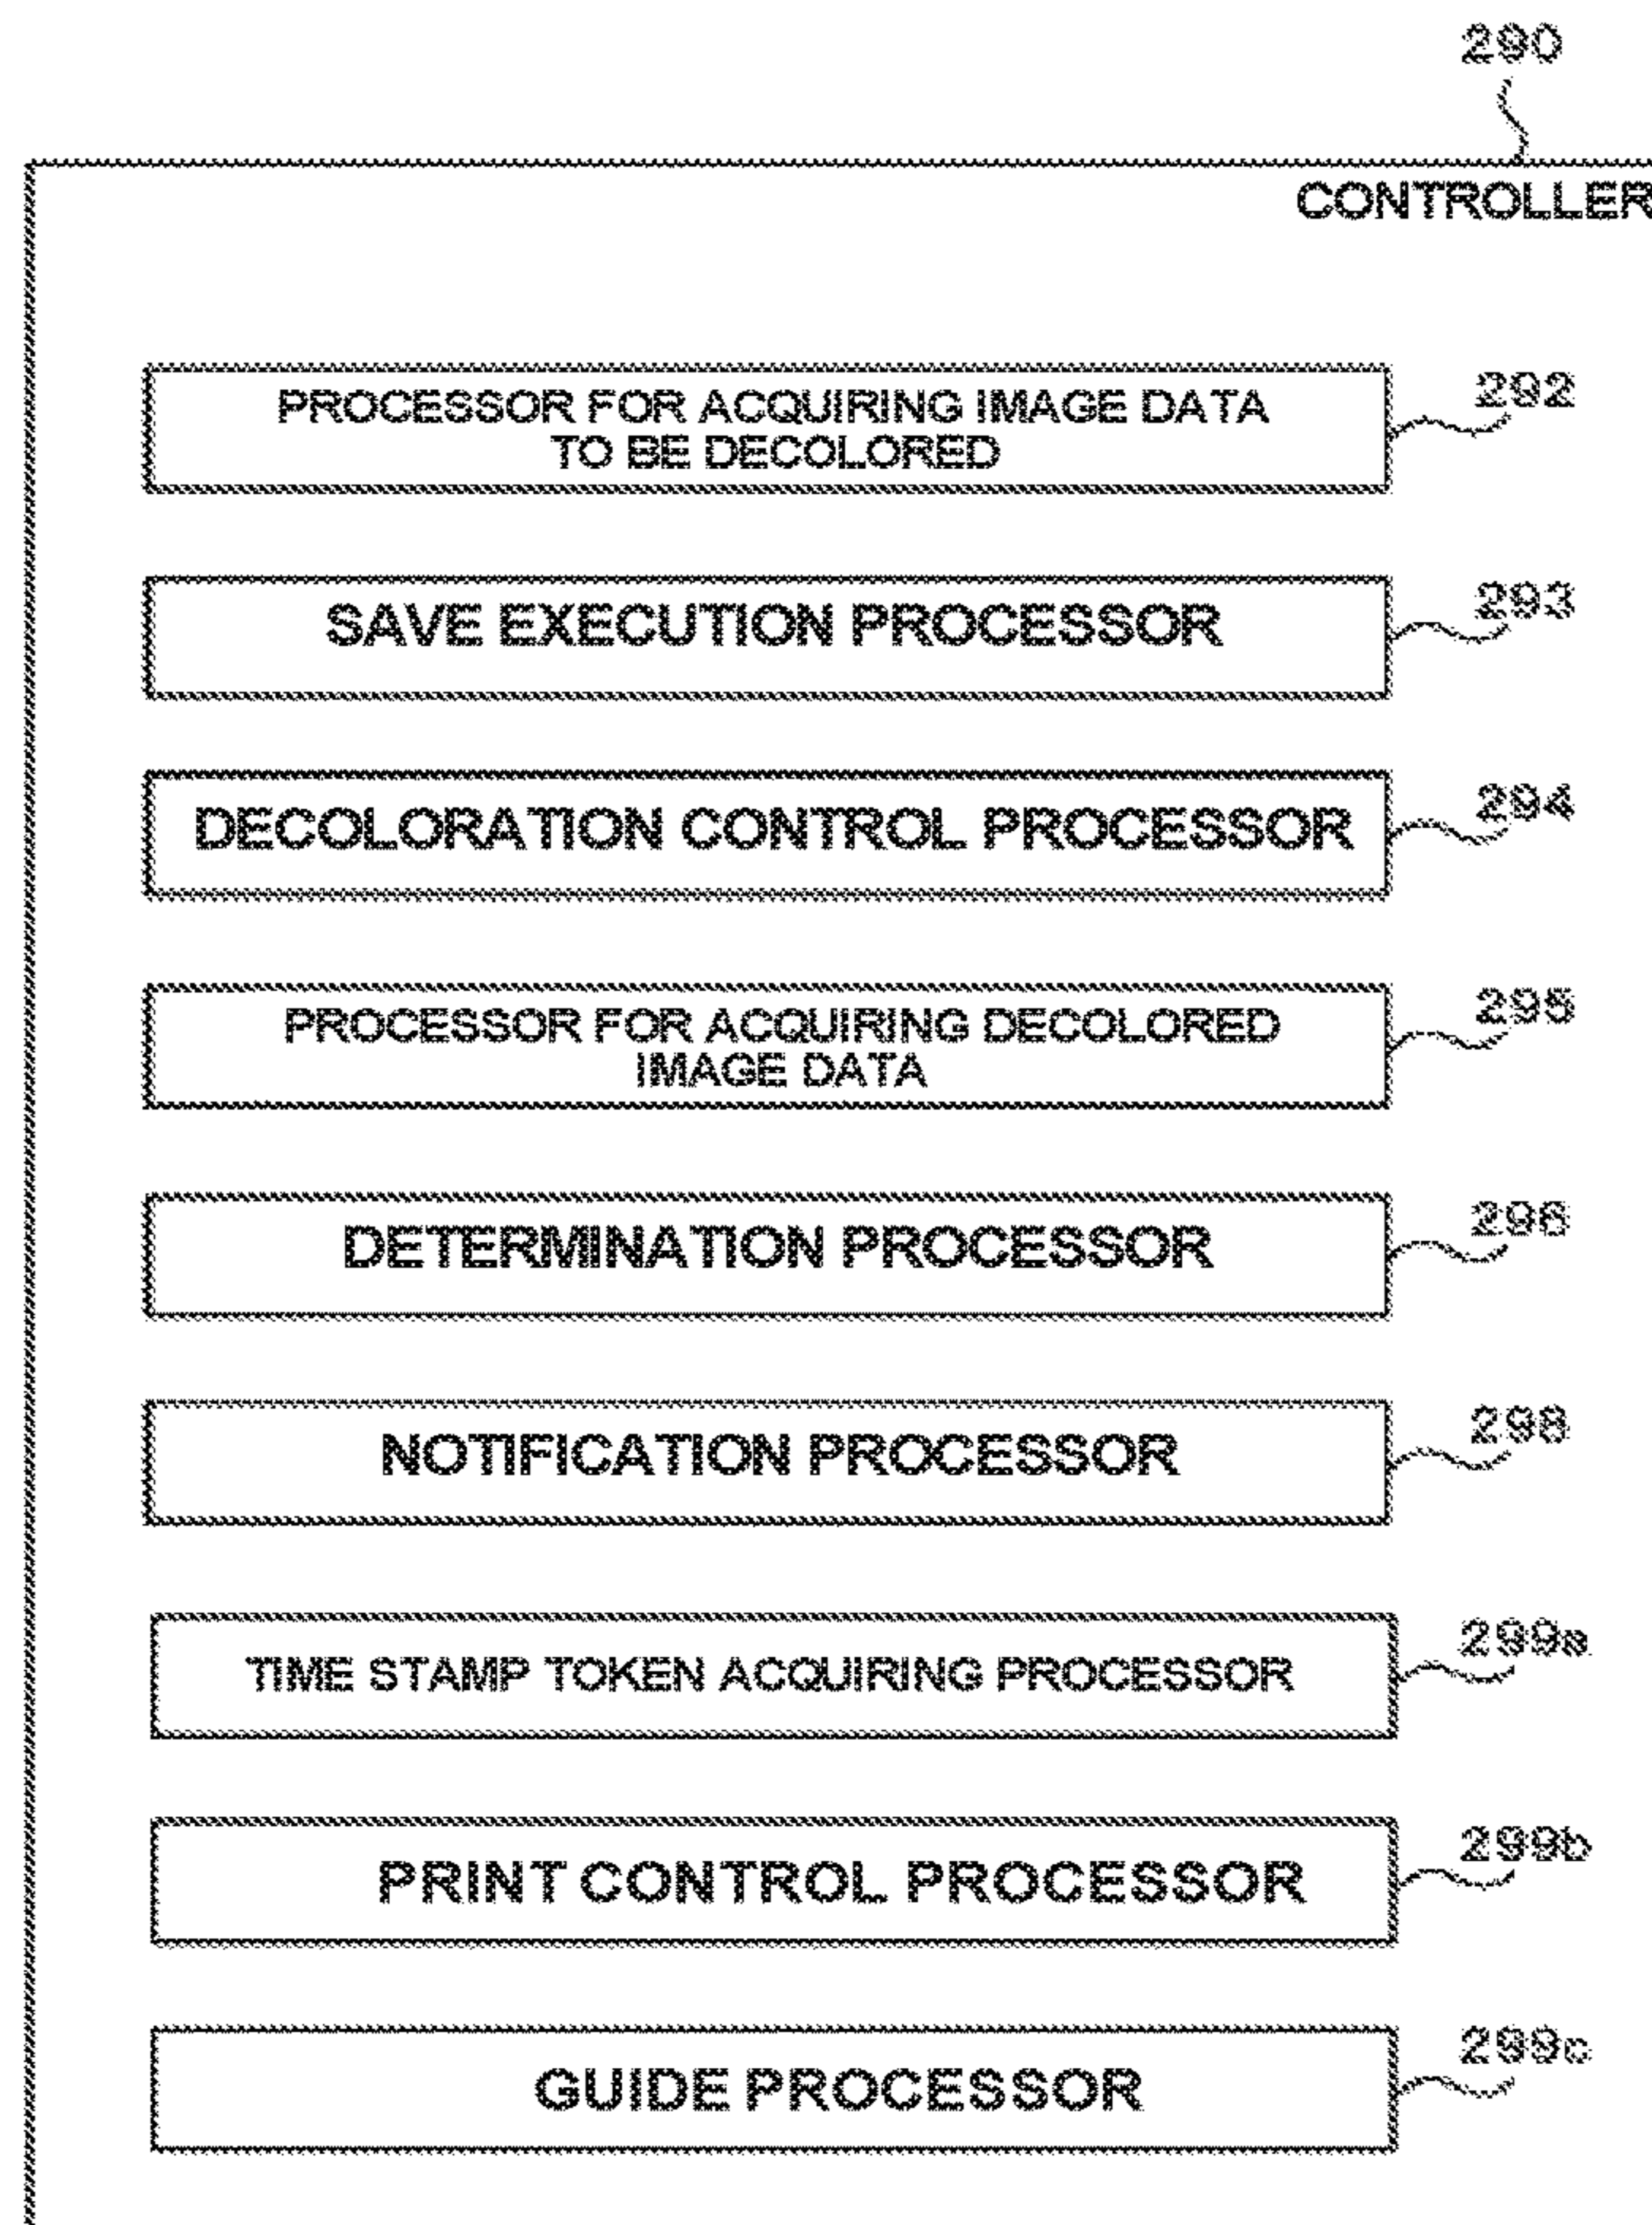 290
CONTROLLER
PROCESSOR FOR ACQUIRING IMAGE DATA
TO BE DECOLORED
292
SAVE EXECUTION PROCESSOR
293
DECOLORATION CONTROL PROCESSOR
294
PROCESSOR FOR ACQUIRING DECOLORED
IMAGE DATA
295
DETERMINATION PROCESSOR
296
NOTIFICATION PROCESSOR
298
TIME STAMP TOKEN ACQUIRING PROCESSOR
299a
PRINT CONTROL PROCESSOR
299b
GUIDE PROCESSOR
299c